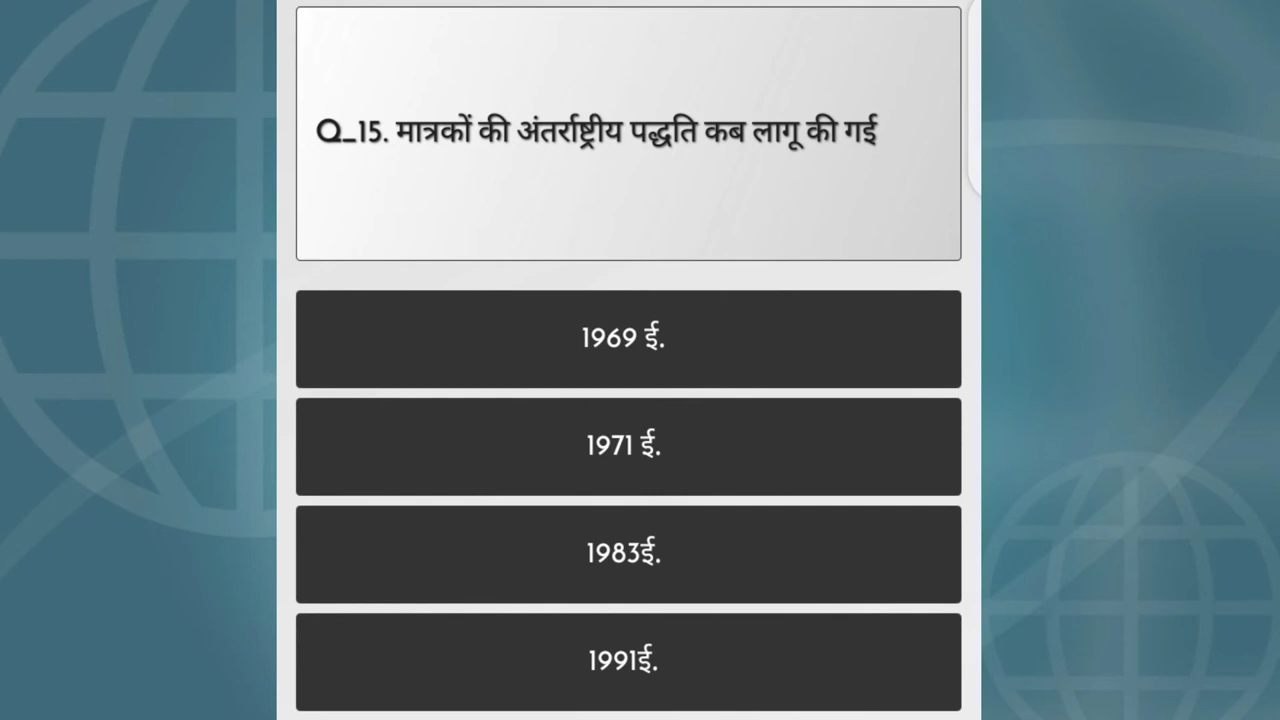 Q_15. मात्रकों की अंतर्राष्ट्रीय पद्धति कब लागू की गई
1969 ई.
1971 ई.
1983ई.
1991ई.